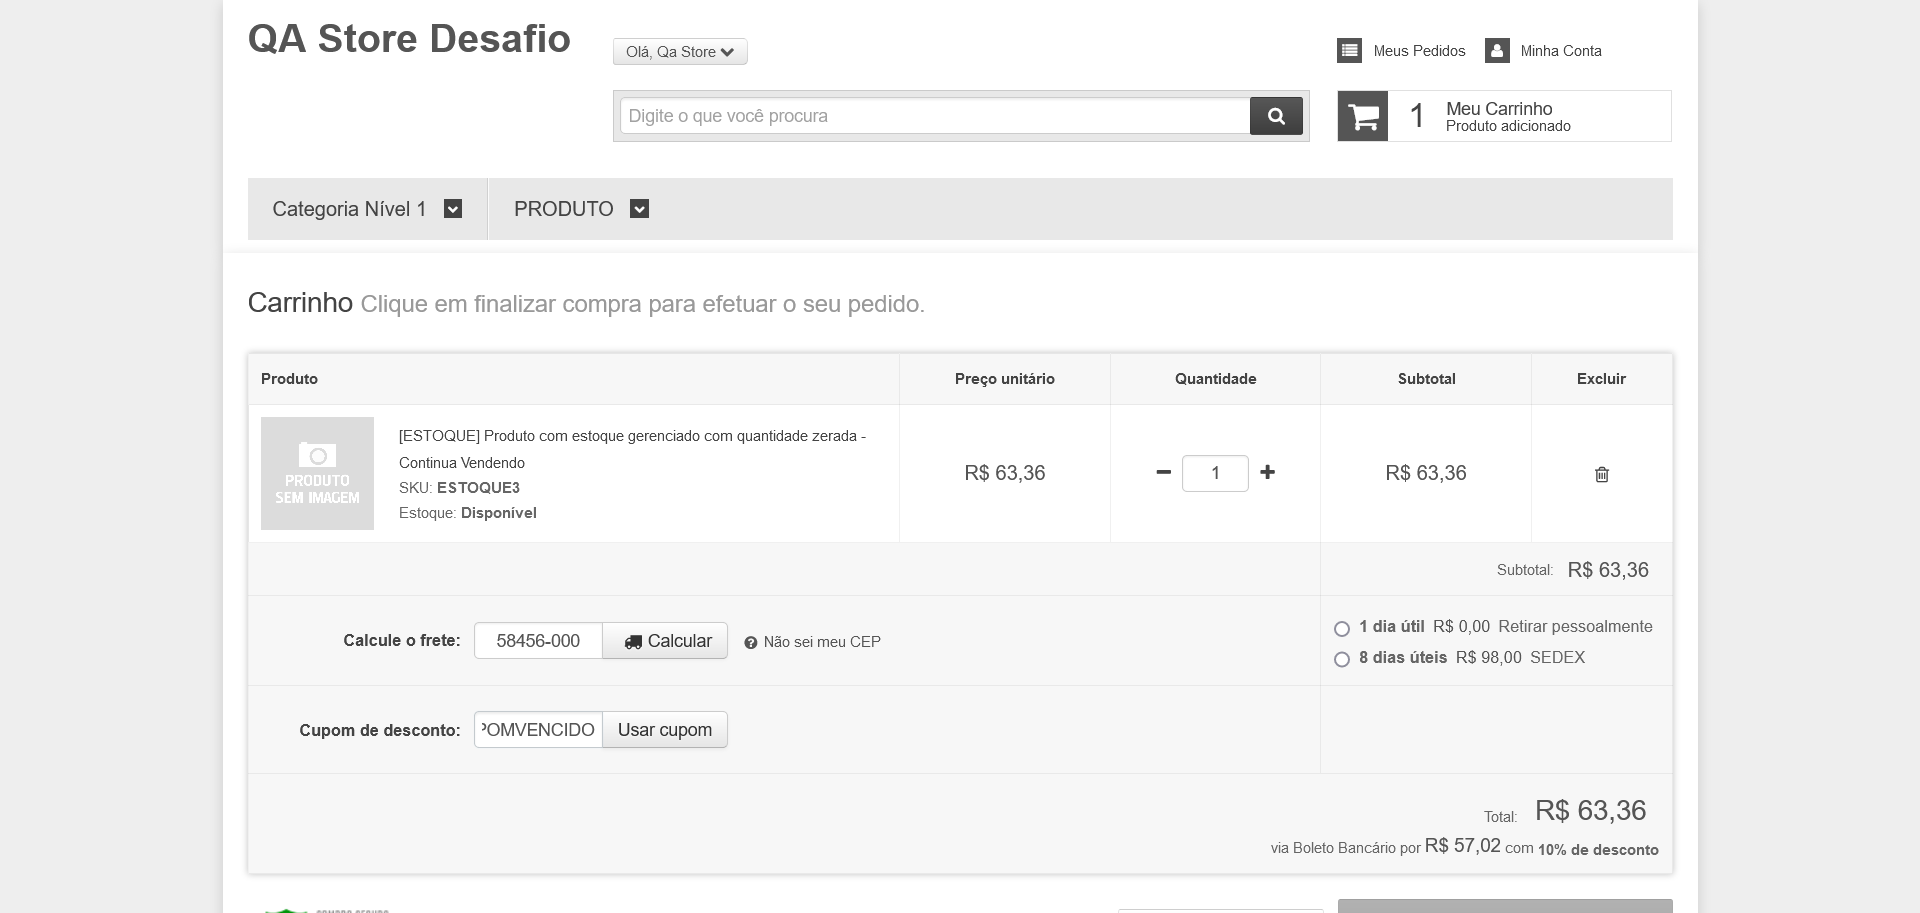 QA Store Desafio
Olá, Qa Store
Meus Pedidos
Minha Conta
Digite o que você procura
1
Meu Carrinho
Produto adicionado
Categoria Nível 1
PRODUTO
Carrinho Clique em finalizar compra para efetuar o seu pedido.
Produto
Preço unitário
Quantidade
Subtotal
Excluir
PRODUTO
SEM IMAGEM
[ESTOQUE] Produto com estoque gerenciado com quantidade zerada -
Continua Vendendo
SKU: ESTOQUE3
Estoque: Disponível
R$ 63,36
1
R$ 63,36
Subtotal: R$ 63,36
Calcule o frete:
58456-000
Calcular
Não sei meu CEP
1 dia útil R$ 0,00 Retirar pessoalmente
8 dias úteis R$ 98,00 SEDEX
Cupom de desconto:
POMVENCIDO
Usar cupom
Total: R$ 63,36
via Boleto Bancário por R$ 57,02 com 10% de desconto